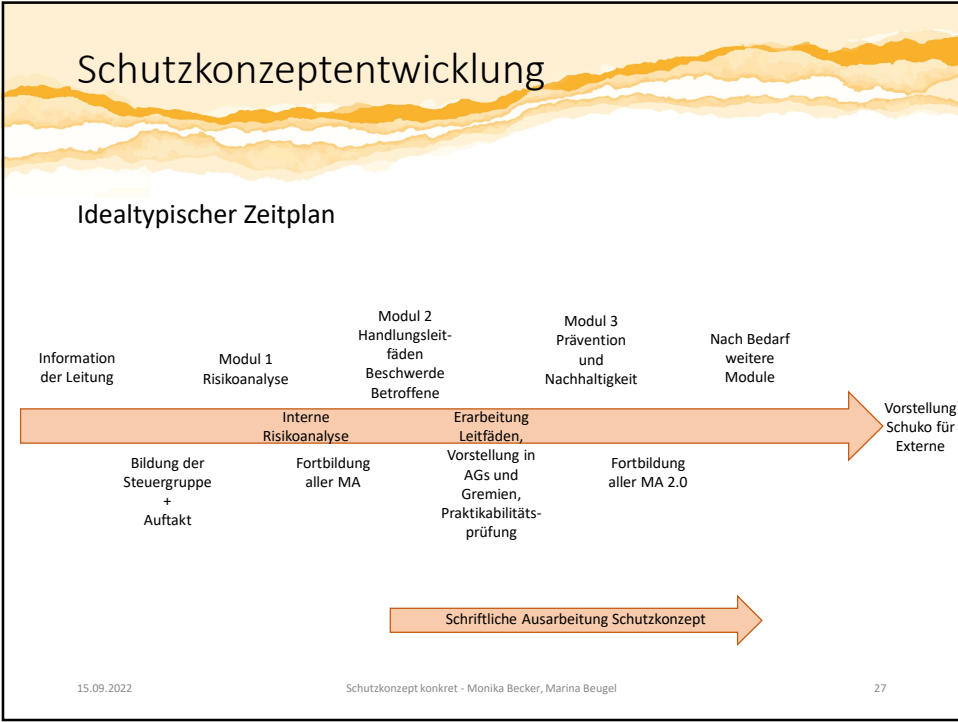 Schutzkonzeptentwicklung
Idealtypischer Zeitplan
Information
der Leitung
Modul 1
Risikoanalyse
Modul 2
Handlungsleit-
fäden
Beschwerde
Betroffene
Modul 3
Prävention
und
Nachhaltigkeit
Nach Bedarf
weitere
Module
Interne
Risikoanalyse
Erarbeitung
Leitfäden,
Vorstellung in
AGs und
Gremien,
Praktikabilitäts-
prüfung
Vorstellung
Schuko für
Externe
Bildung der
Steuergruppe
+
Auftakt
Fortbildung
aller MA
Fortbildung
aller MA 2.0
Schriftliche Ausarbeitung Schutzkonzept
15.09.2022
Schutzkonzept konkret - Monika Becker, Marina Beugel
27